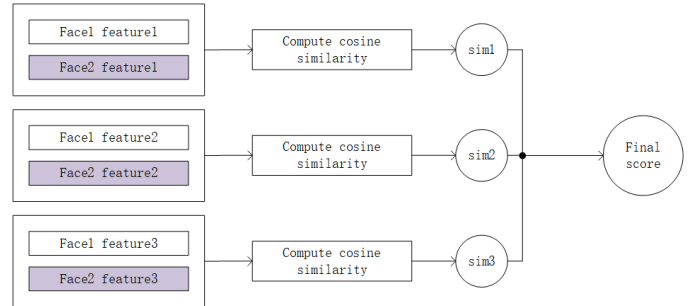 Face1 feature1
Face2 feature1
Compute cosine
similarity
sim1
Face1 feature2
Face2 feature2
Compute cosine
similarity
sim2
Final
score
Face1 feature3
Face2 feature3
Compute cosine
similarity
sim3